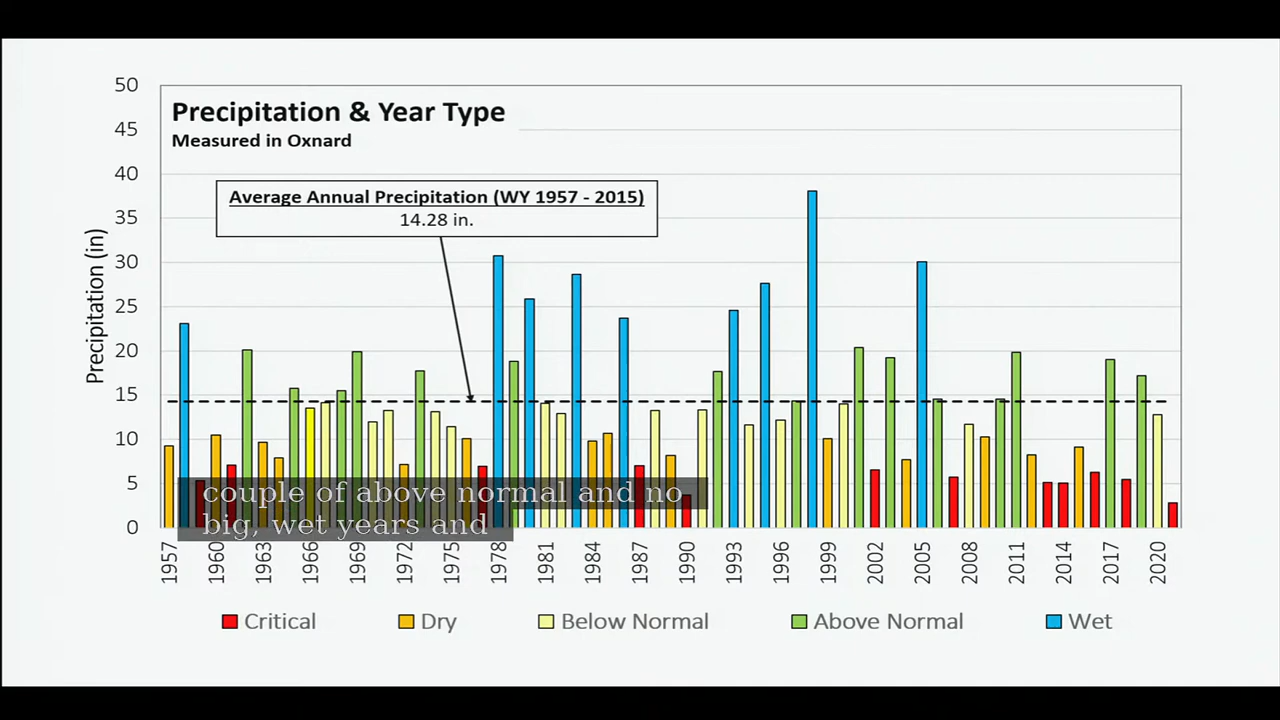 Precipitation & Year Type
Measured in Oxnard
Average Annual Precipitation (WY 1957 - 2015)
14.28 in.
Precipitation (in)
50
45
40
35
30
25
20
15
10
5
0
couple of above normal and no
big, wet years and
1957 1960 1963 1966 1969 1972 1975 1978 1981 1984 1987 1990 1993 1996 1999 2002 2005 2008 2011 2014 2017 2020
Critical Dry Below Normal Above Normal Wet